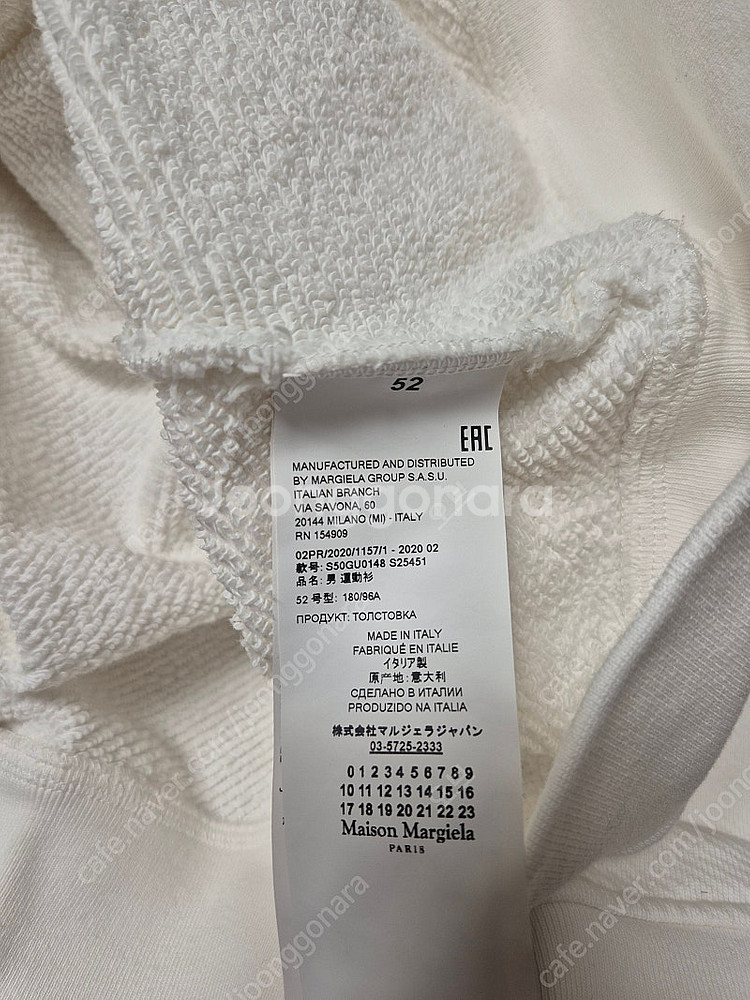 52
EAC
MANUFACTURED AND DISTRIBUTED
BY MARGIELA GROUP S.A.S.U.
ITALIAN BRANCH
VIA SAVONA, 60
20144 MILANO (MI) - ITALY
RN 154909
02PR/2020/1157/1 - 2020 02
款号: S50GU0148 S25451
品名: 男 運動衫
52 号型: 180/96A
ПРОДУКТ: ТОЛСТОВКА
MADE IN ITALY
FABRIQUÉ EN ITALIE
イタリア製
原产地: 意大利
СДЕЛАНО В ИТАЛИИ
PRODUZIDO NA ITALIA
株式会社マルジェラジャパン
03-5725-2333
0 1 2 3 4 5 6 7 8 9
10 11 12 13 14 15 16
17 18 19 20 21 22 23
Maison Margiela
PARIS
joonggonara
cafe.naver.com/joonggonara